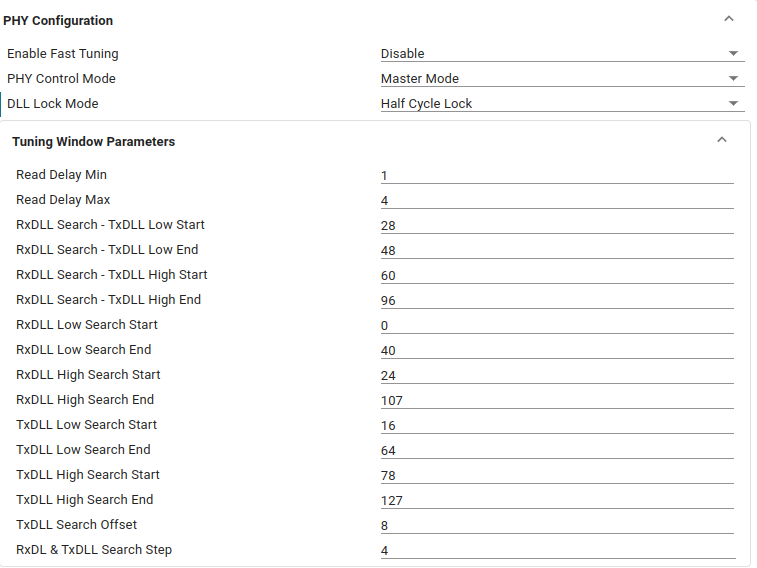 PHY Configuration
Enable Fast Tuning Disable
PHY Control Mode Master Mode
DLL Lock Mode Half Cycle Lock
Tuning Window Parameters
Read Delay Min 1
Read Delay Max 4
RxDLL Search - TxDLL Low Start 28
RxDLL Search - TxDLL Low End 48
RxDLL Search - TxDLL High Start 60
RxDLL Search - TxDLL High End 96
RxDLL Low Search Start 0
RxDLL Low Search End 40
RxDLL High Search Start 24
RxDLL High Search End 107
TxDLL Low Search Start 16
TxDLL Low Search End 64
TxDLL High Search Start 78
TxDLL High Search End 127
TxDLL Search Offset 8
RxDL & TxDLL Search Step 4